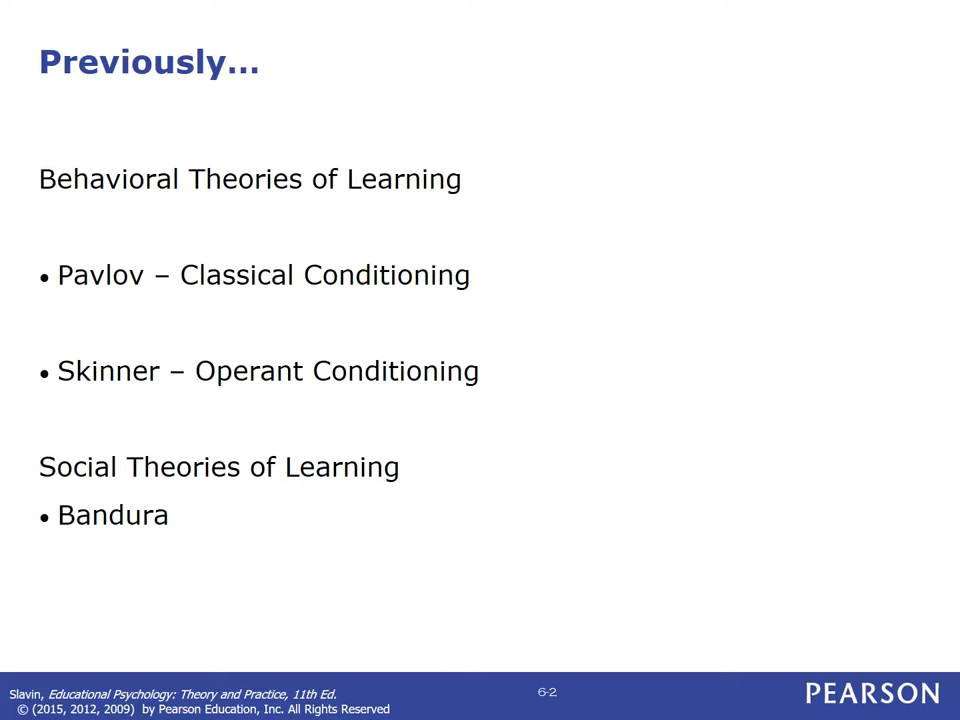 Previously...
Behavioral Theories of Learning
• Pavlov – Classical Conditioning
• Skinner – Operant Conditioning
Social Theories of Learning
• Bandura
Slavin, Educational Psychology: Theory and Practice, 11th Ed.
© (2015, 2012, 2009) by Pearson Education, Inc. All Rights Reserved
6-2
PEARSON